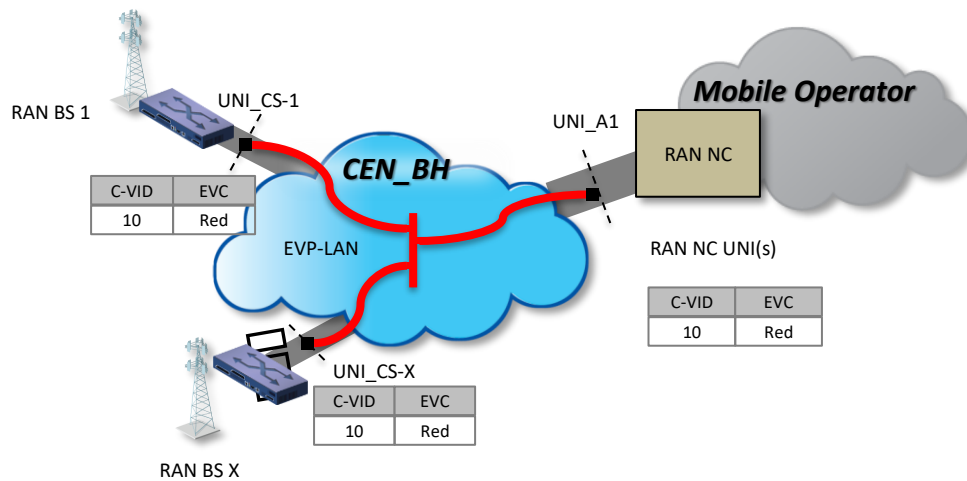 Mobile Operator
UNI_CS-1
RAN BS 1
UNI_A1
RAN NC
CEN_BH
C-VID EVC
10 Red
EVP-LAN
RAN NC UNI(s)
C-VID EVC
10 Red
UNI_CS-X
C-VID EVC
10 Red
RAN BS X